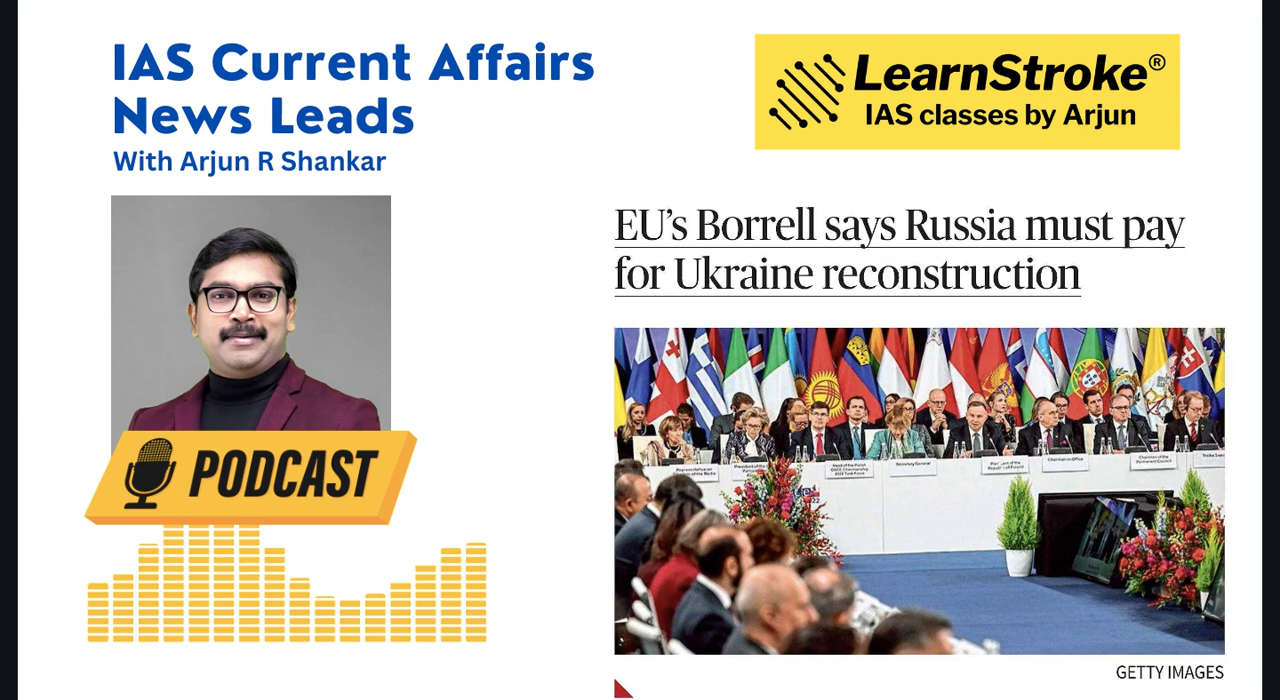 IAS Current Affairs
News Leads
With Arjun R Shankar
LearnStroke®
IAS classes by Arjun
EU's Borrell says Russia must pay
for Ukraine reconstruction
PODCAST
Secretary General
Chairman-in-Office
GETTY IMAGES